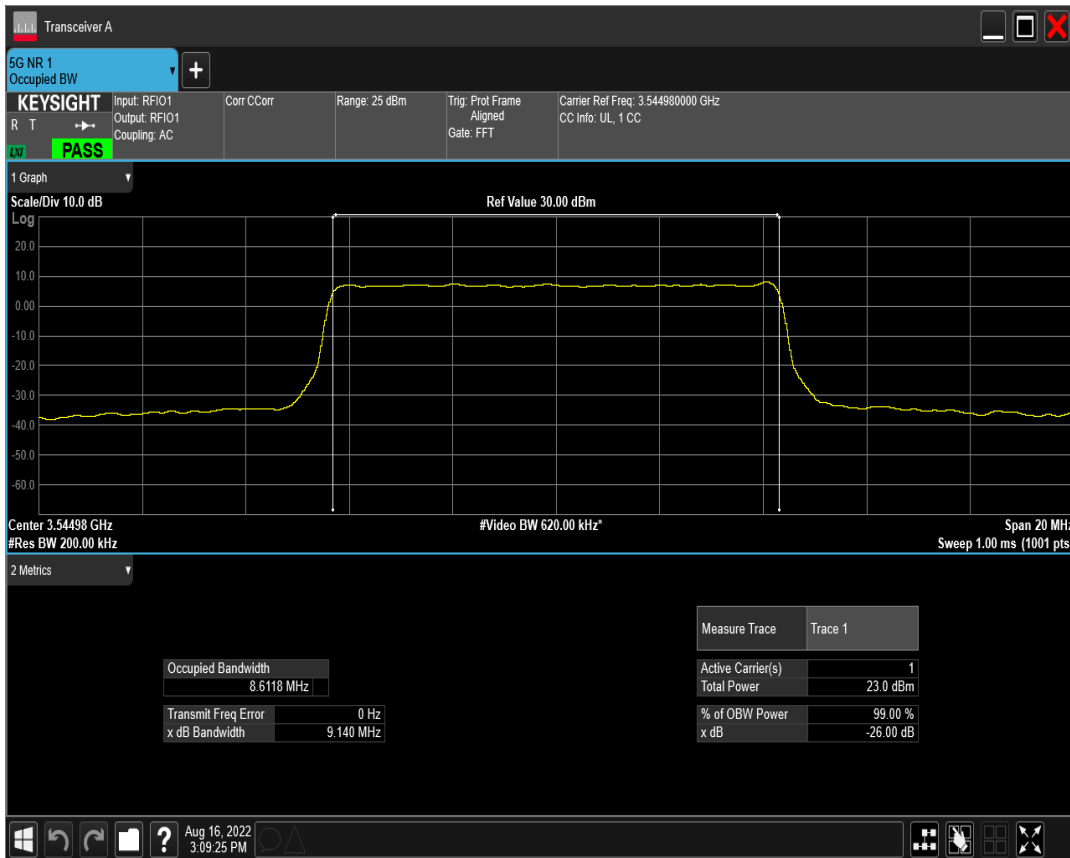 Transceiver A
5G NR 1
Occupied BW
+
KEYSIGHT
R T
LXI
PASS
Input: RFIO1
Output: RFIO1
Coupling: AC
Corr CCorr
Range: 25 dBm
Trig: Prot Frame
Aligned
Gate: FFT
Carrier Ref Freq: 3.544980000 GHz
CC Info: UL, 1 CC
1 Graph
Scale/Div 10.0 dB
Ref Value 30.00 dBm
Log
20.0
10.0
0.00
-10.0
-20.0
-30.0
-40.0
-50.0
-60.0
Center 3.54498 GHz
#Video BW 620.00 kHz*
Span 20 MHz
#Res BW 200.00 kHz
Sweep 1.00 ms (1001 pts
2 Metrics
Measure Trace Trace 1
Occupied Bandwidth
8.6118 MHz
Active Carrier(s) 1
Total Power 23.0 dBm
Transmit Freq Error 0 Hz
x dB Bandwidth 9.140 MHz
% of OBW Power 99.00 %
x dB -26.00 dB
?
Aug 16, 2022
3:09:25 PM